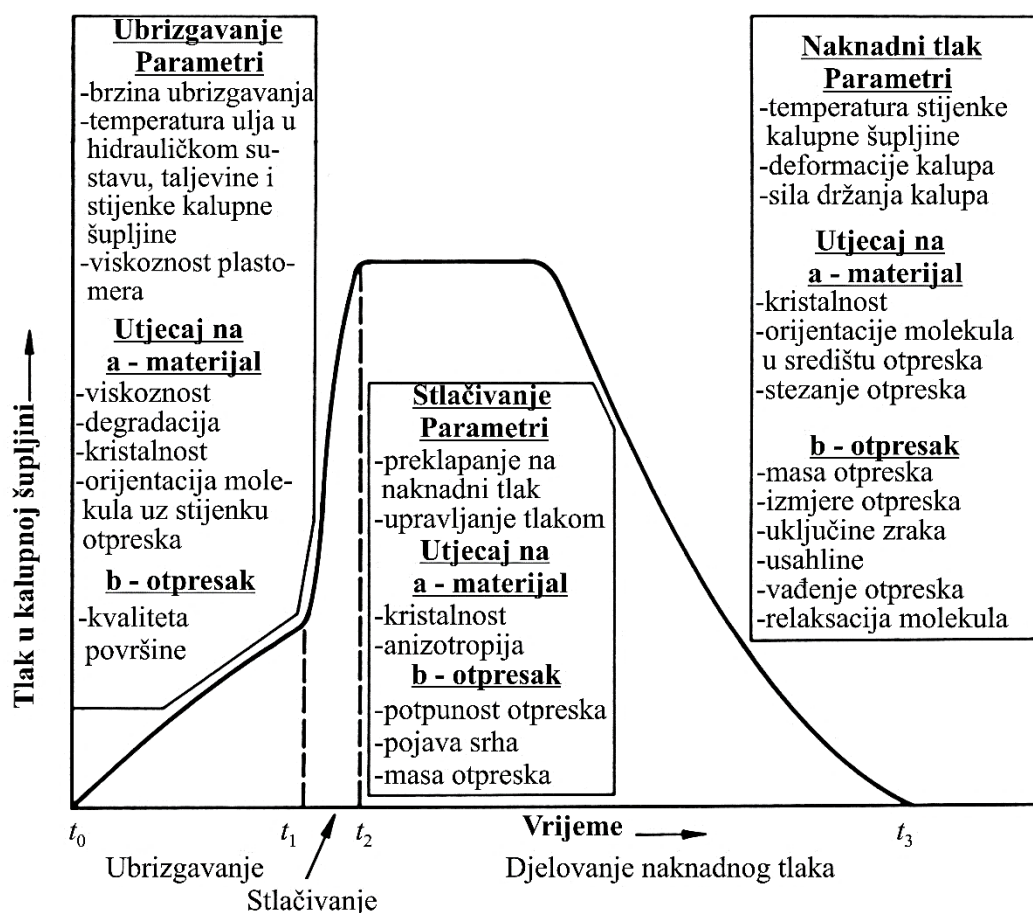 Ubrizgavanje
Parametri
-brzina ubrizgavanja
-temperatura ulja u
hidrauličkom su-
stavu, taljevine i
stijenke kalupne
šupljine
-viskoznost plasto-
mera
Utjecaj na
a - materijal
-viskoznost
-degradacija
-kristalnost
-orijentacija mole-
kula uz stijenku
otpreska
b - otpresak
-kvaliteta
površine
Stlačivanje
Parametri
-preklapanje na
naknadni tlak
-upravljanje tlakom
Utjecaj na
a - materijal
-kristalnost
-anizotropija
b - otpresak
-potpunost otpreska
-pojava srha
-masa otpreska
Naknadni tlak
Parametri
-temperatura stijenke
kalupne šupljine
-deformacije kalupa
-sila držanja kalupa
Utjecaj na
a - materijal
-kristalnost
-orijentacije molekula
u središtu otpreska
-stezanje otpreska
b - otpresak
-masa otpreska
-izmjere otpreska
-uključine zraka
-usahline
-vađenje otpreska
-relaksacija molekula
Tlak u kalupnoj šupljini
t0 t1 t2 Vrijeme t3
Ubrizgavanje
Stlačivanje
Djelovanje naknadnog tlaka